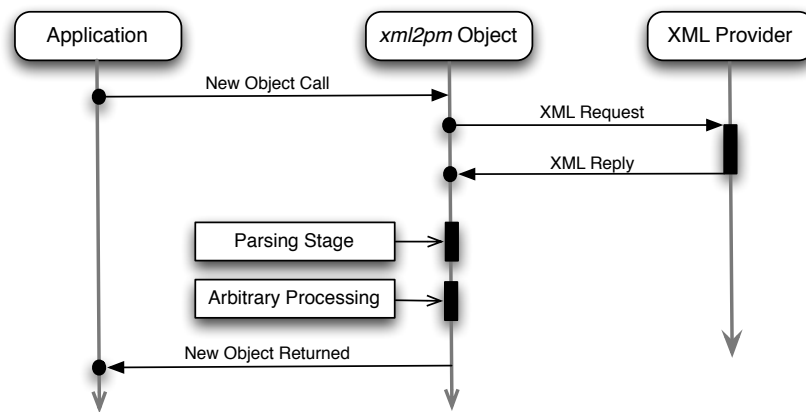 Application
xml2pm Object
XML Provider
New Object Call
XML Request
XML Reply
Parsing Stage
Arbitrary Processing
New Object Returned